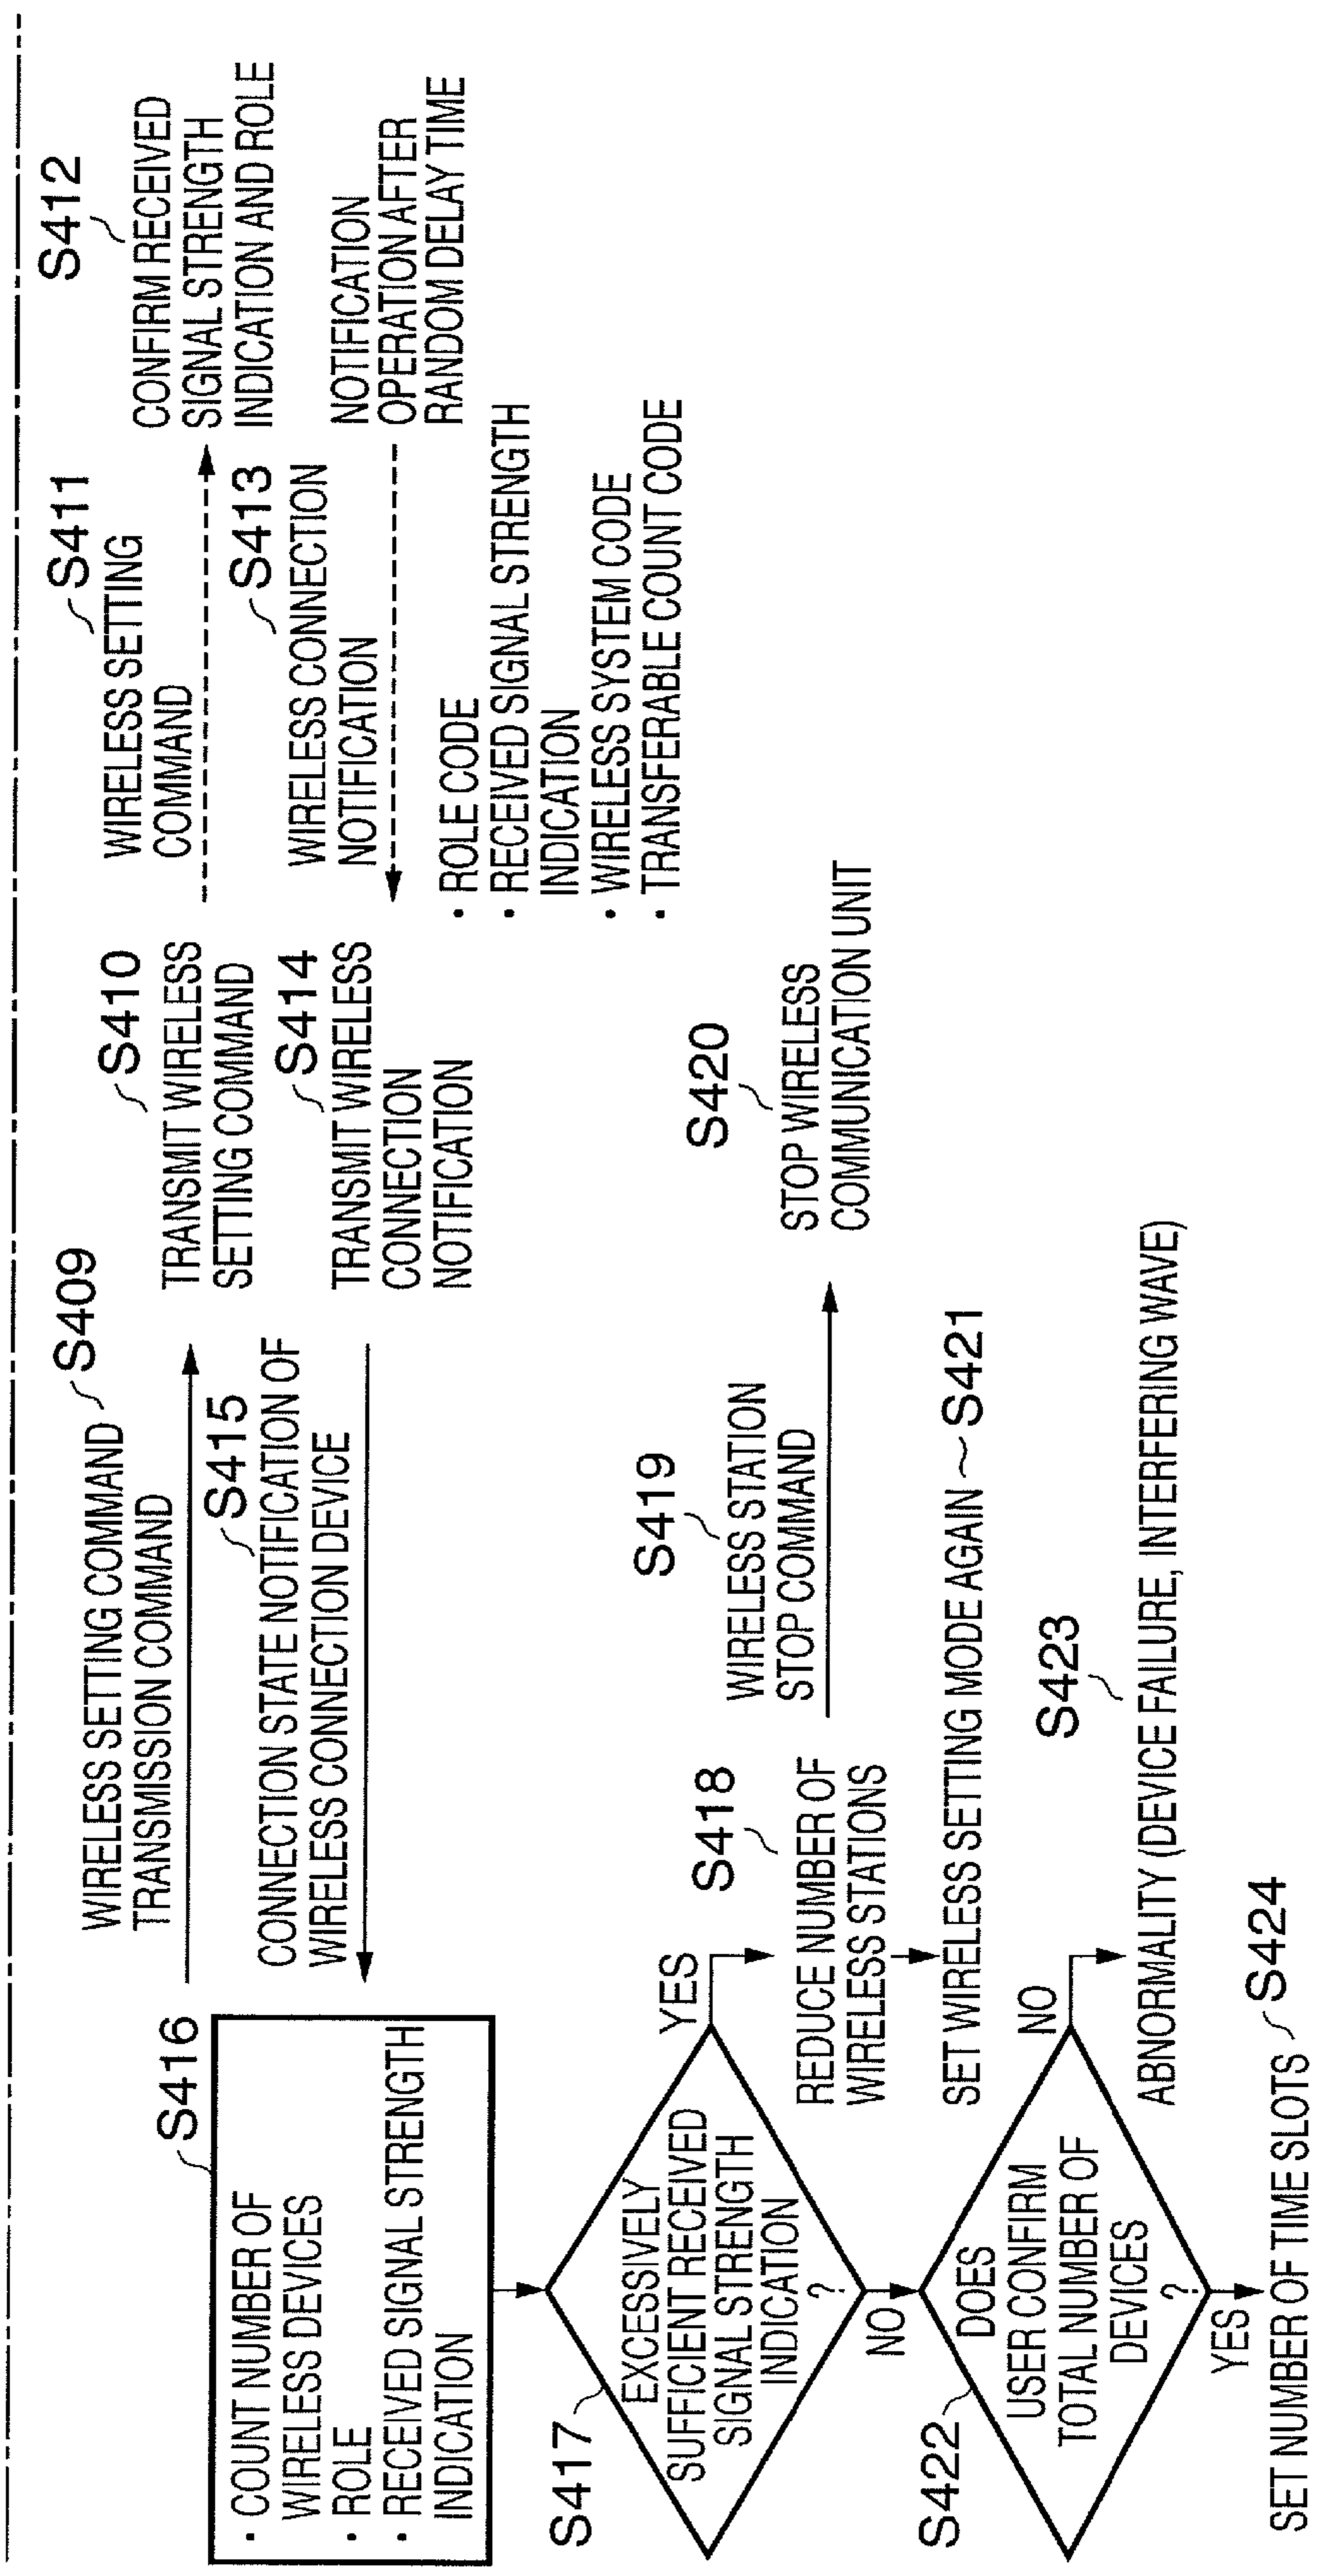 WIRELESS SETTING COMMAND
TRANSMISSION COMMAND
S409
S410
TRANSMIT WIRELESS
SETTING COMMAND
S411
WIRELESS SETTING
COMMAND
S412
CONFIRM RECEIVED
SIGNAL STRENGTH
INDICATION AND ROLE
S413
WIRELESS CONNECTION
NOTIFICATION
NOTIFICATION
OPERATION AFTER
RANDOM DELAY TIME
• ROLE CODE
• RECEIVED SIGNAL STRENGTH
INDICATION
• WIRELESS SYSTEM CODE
• TRANSFERABLE COUNT CODE
S414
TRANSMIT WIRELESS
CONNECTION
NOTIFICATION
S415
CONNECTION STATE NOTIFICATION OF
WIRELESS CONNECTION DEVICE
S416
• COUNT NUMBER OF
WIRELESS DEVICES
• ROLE
• RECEIVED SIGNAL STRENGTH
INDICATION
S417
EXCESSIVELY
SUFFICIENT RECEIVED
SIGNAL STRENGTH
INDICATION
?
YES
NO
S418
REDUCE NUMBER OF
WIRELESS STATIONS
S419
WIRELESS STATION
STOP COMMAND
S420
STOP WIRELESS
COMMUNICATION UNIT
SET WIRELESS SETTING MODE AGAIN
S421
S422
DOES
USER CONFIRM
TOTAL NUMBER OF
DEVICES
?
NO
YES
S423
ABNORMALITY (DEVICE FAILURE, INTERFERING WAVE)
SET NUMBER OF TIME SLOTS
S424